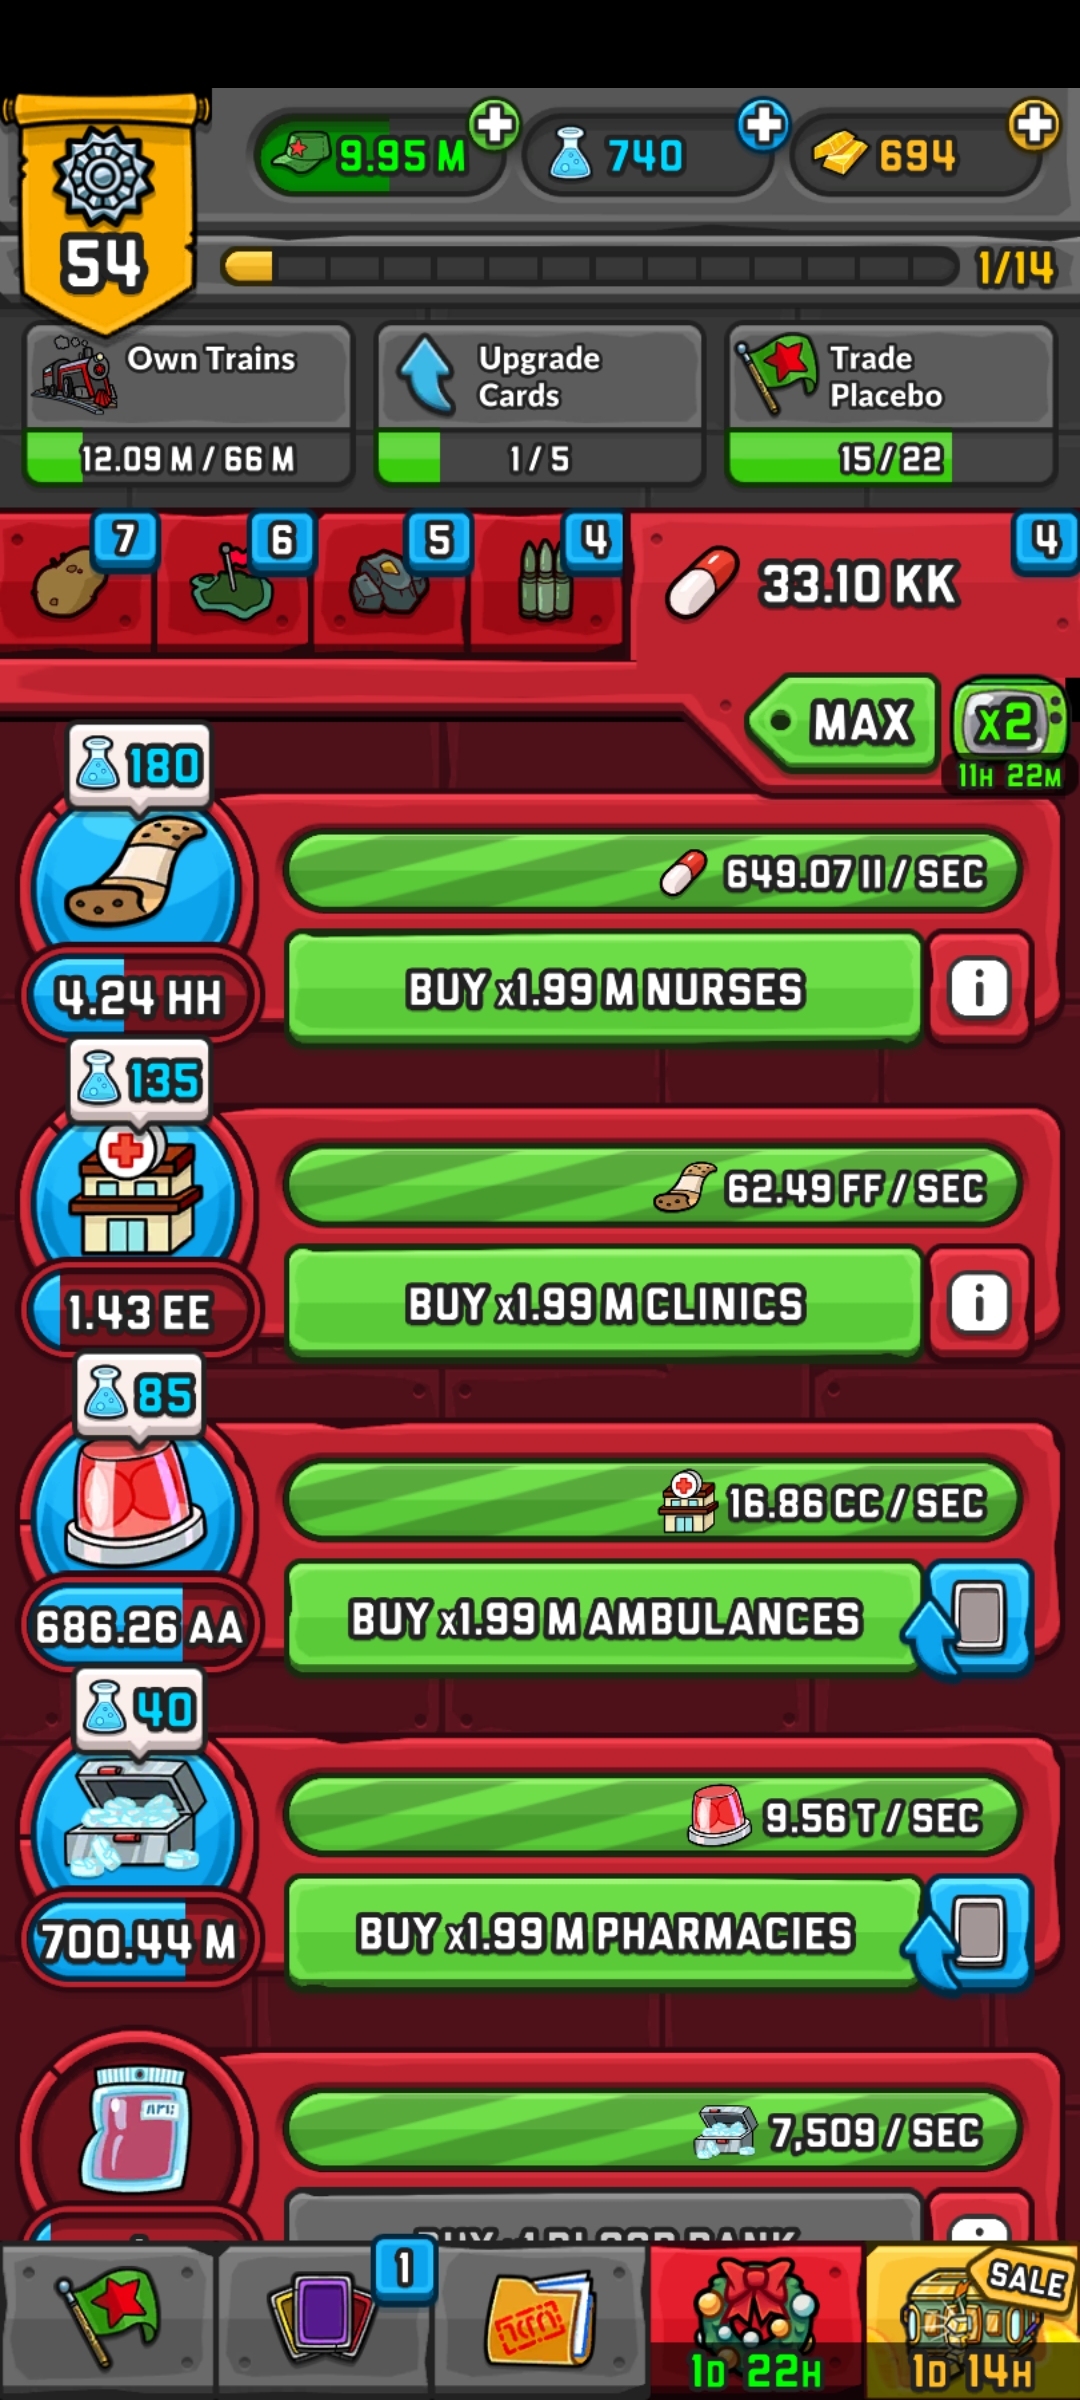 9.95 M
740
694
54
1/14
Own Trains
12.09 M / 66 M
Upgrade
Cards
1 / 5
Trade
Placebo
15 / 22
7
6
5
4
33.10 KK
4
MAX
x2
11H 22M
180
649.07 II / SEC
4.24 HH
BUY x1.99 M NURSES
i
135
62.49 FF / SEC
1.43 EE
BUY x1.99 M CLINICS
i
85
16.86 CC / SEC
686.26 AA
BUY x1.99 M AMBULANCES
40
9.56 T / SEC
700.44 M
BUY x1.99 M PHARMACIES
7,509 / SEC
BUY x1 BLOOD BANK
1
SALE
1D 22H
1D 14H